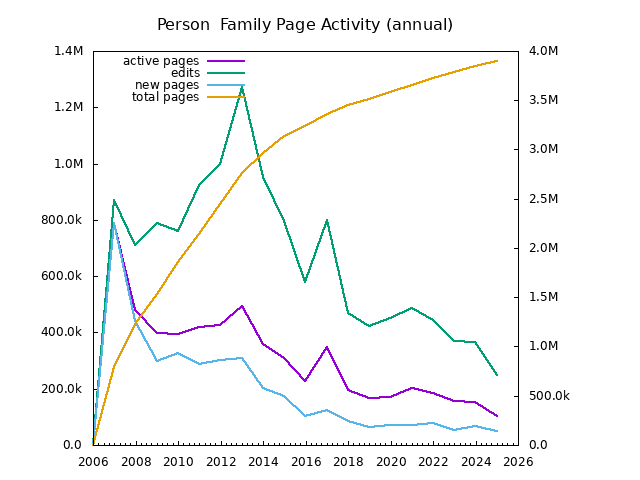 Person  Family Page Activity (annual)
1.4M
1.2M
1.0M
800.0k
600.0k
400.0k
200.0k
0.0
active pages
edits
new pages
total pages
4.0M
3.5M
3.0M
2.5M
2.0M
1.5M
1.0M
500.0k
0.0
2006 2008 2010 2012 2014 2016 2018 2020 2022 2024 2026